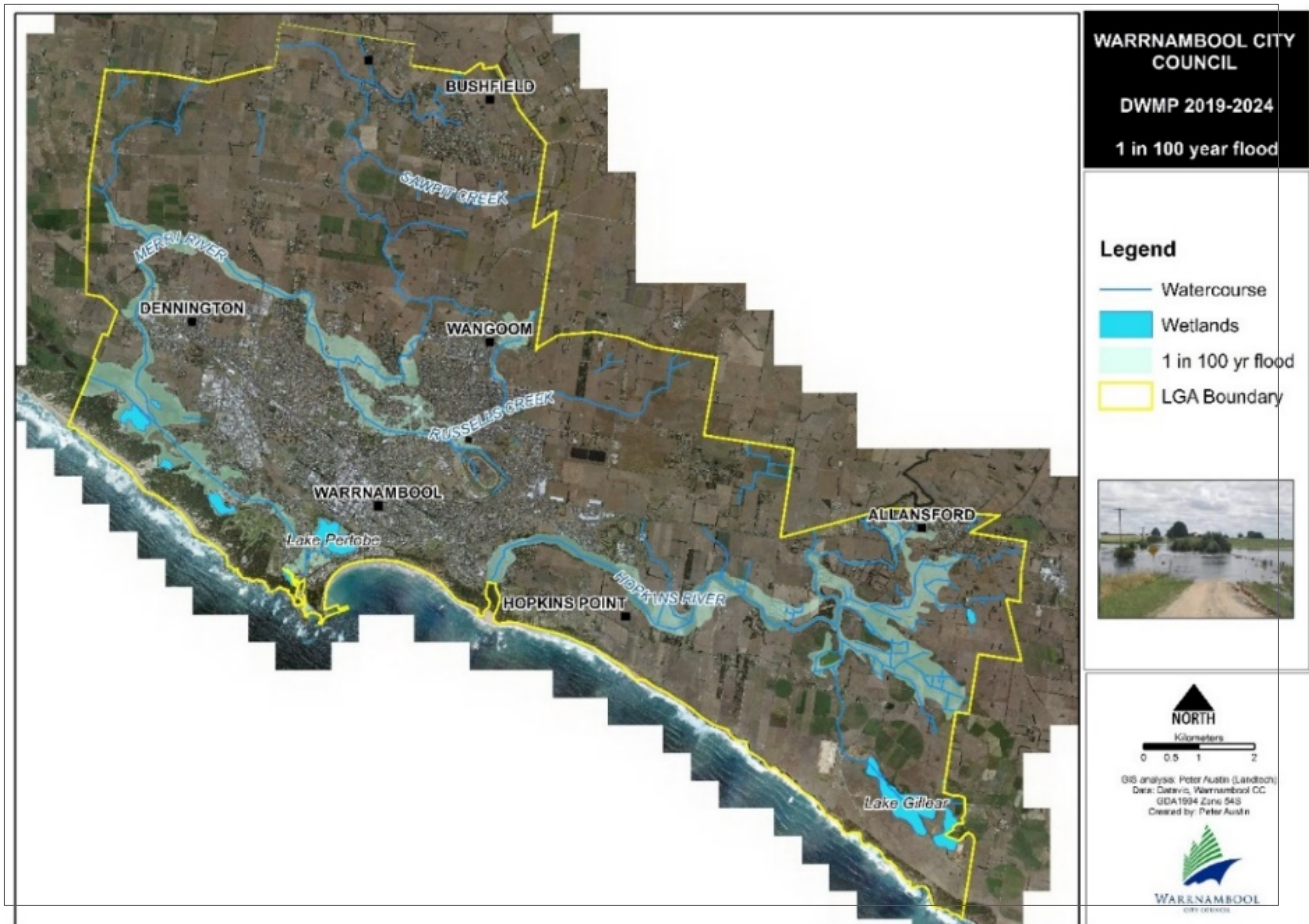 WARRNAMBOOL CITY
COUNCIL
DWMP 2019-2024
1 in 100 year flood
Legend
Watercourse
Wetlands
1 in 100 yr flood
LGA Boundary
NORTH
Kilometers
0 0.5 1 2
GIS analysis: Peter Austin (Landtech)
Data: Datavic, Warrnambool CC
GDA1994 Zone 54S
Created by: Peter Austin
WARRNAMBOOL
CITY COUNCIL
BUSHFIELD
SAWPIT CREEK
MERRI RIVER
DENNINGTON
WANGOOM
RUSSELLS CREEK
WARRNAMBOOL
Lake Pertobe
ALLANSFORD
HOPKINS RIVER
HOPKINS POINT
Lake Gillear